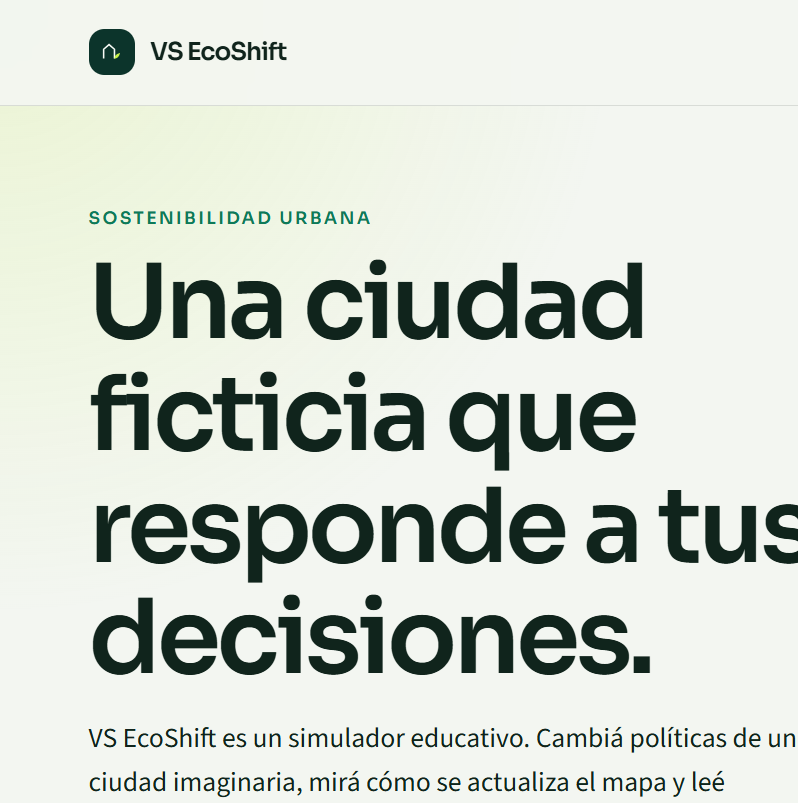 VS EcoShift
SOSTENIBILIDAD URBANA
Una ciudad
ficticia que
responde a tus
decisiones.
VS EcoShift es un simulador educativo. Cambiá políticas de un
ciudad imaginaria, mirá cómo se actualiza el mapa y leé